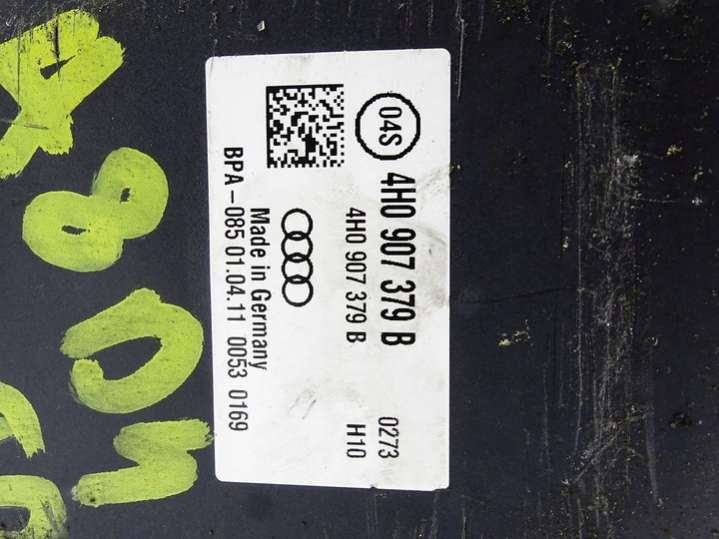 04S
4H0 907 379 B 0273
4H0 907 379 B H10
Made in Germany
BPA-085 01.04.11 0053 0169